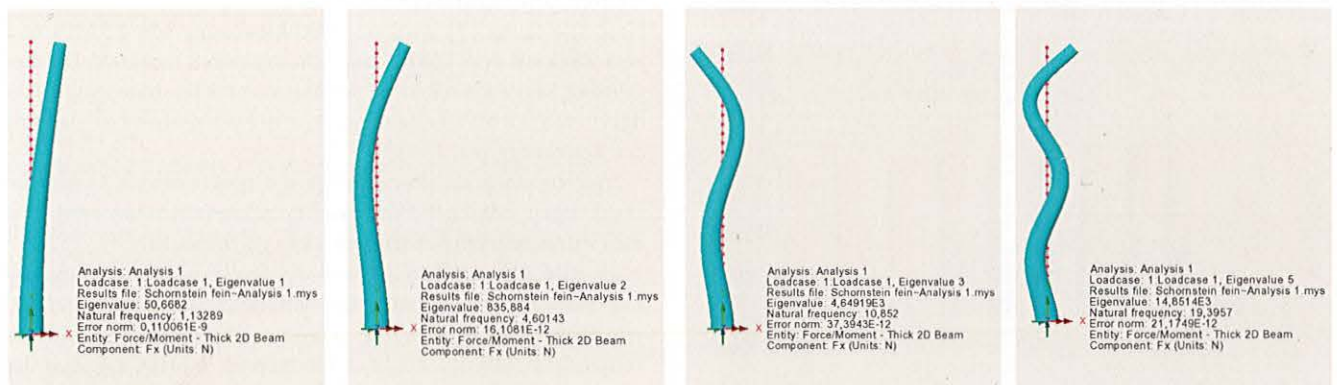 Analysis: Analysis 1
Loadcase: 1:Loadcase 1, Eigenvalue 1
Results file: Schornstein fein~Analysis 1.mys
Eigenvalue: 50,6682
Natural frequency: 1,13289
Error norm: 0,110061E-9
Entity: Force/Moment - Thick 2D Beam
Component: Fx (Units: N)
X
Analysis: Analysis 1
Loadcase: 1:Loadcase 1, Eigenvalue 2
Results file: Schornstein fein~Analysis 1.mys
Eigenvalue: 835,884
Natural frequency: 4,60143
Error norm: 16,1081E-12
Entity: Force/Moment - Thick 2D Beam
Component: Fx (Units: N)
X
Analysis: Analysis 1
Loadcase: 1:Loadcase 1, Eigenvalue 3
Results file: Schornstein fein~Analysis 1.mys
Eigenvalue: 4,64919E3
Natural frequency: 10,852
Error norm: 37,3943E-12
Entity: Force/Moment - Thick 2D Beam
Component: Fx (Units: N)
X
Analysis: Analysis 1
Loadcase: 1:Loadcase 1, Eigenvalue 5
Results file: Schornstein fein~Analysis 1.mys
Eigenvalue: 14,8514E3
Natural frequency: 19,3957
Error norm: 21,1749E-12
Entity: Force/Moment - Thick 2D Beam
Component: Fx (Units: N)
X